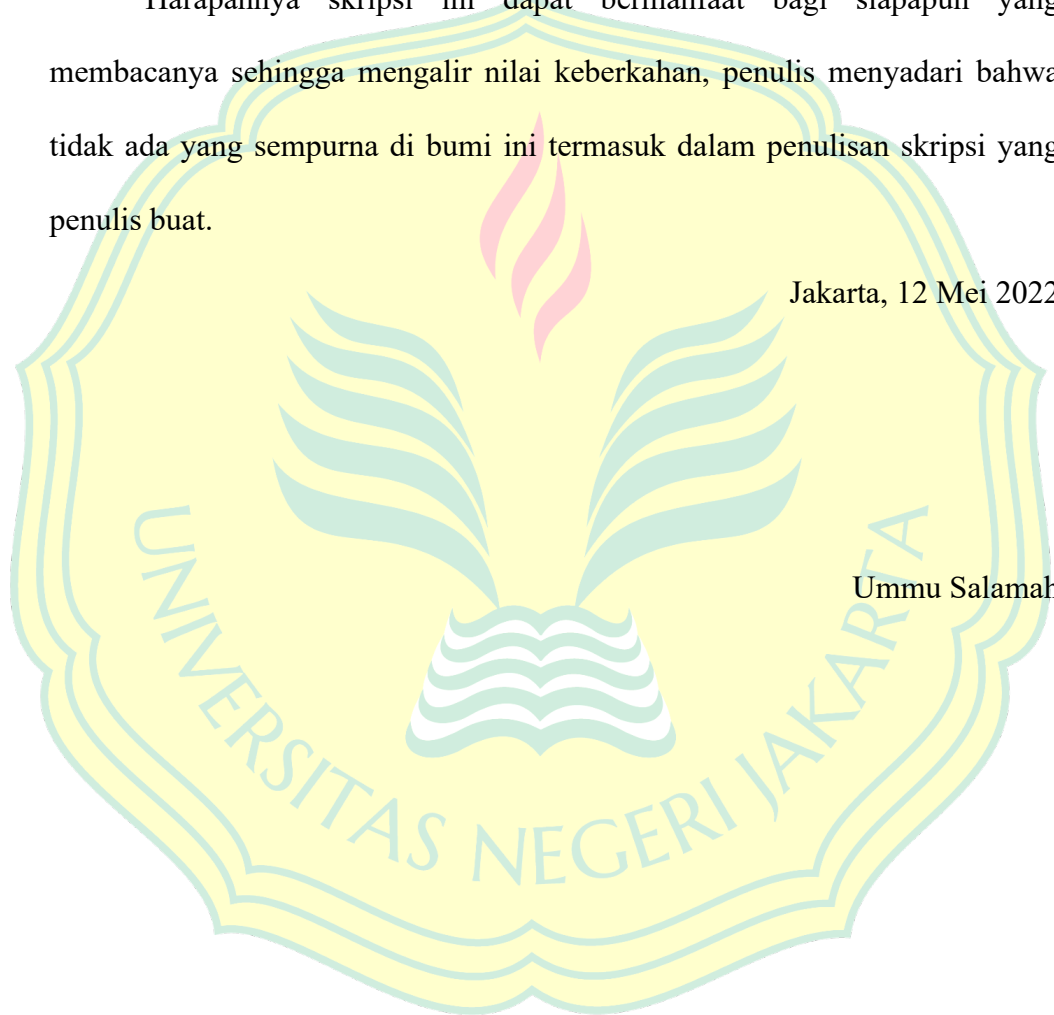 Harapannya skripsi ini dapat bermanfaat bagi siapapun yang
membacanya sehingga mengalir nilai keberkahan, penulis menyadari bahwa
tidak ada yang sempurna di bumi ini termasuk dalam penulisan skripsi yang
penulis buat.
Jakarta, 12 Mei 2022
Ummu Salamah
UNIVERSITAS NEGERI JAKARTA